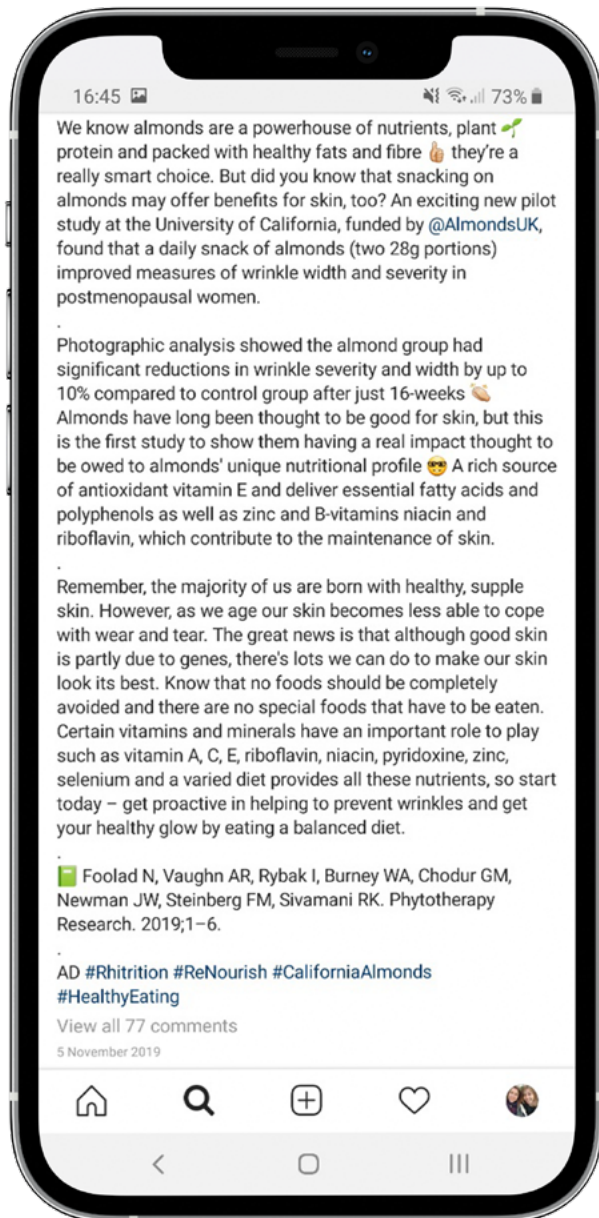 16:45
73%
We know almonds are a powerhouse of nutrients, plant 🌱
protein and packed with healthy fats and fibre 👍 they're a
really smart choice. But did you know that snacking on
almonds may offer benefits for skin, too? An exciting new pilot
study at the University of California, funded by @AlmondsUK,
found that a daily snack of almonds (two 28g portions)
improved measures of wrinkle width and severity in
postmenopausal women.
.
Photographic analysis showed the almond group had
significant reductions in wrinkle severity and width by up to
10% compared to control group after just 16-weeks 👏
Almonds have long been thought to be good for skin, but this
is the first study to show them having a real impact thought to
be owed to almonds' unique nutritional profile 😎 A rich source
of antioxidant vitamin E and deliver essential fatty acids and
polyphenols as well as zinc and B-vitamins niacin and
riboflavin, which contribute to the maintenance of skin.
.
Remember, the majority of us are born with healthy, supple
skin. However, as we age our skin becomes less able to cope
with wear and tear. The great news is that although good skin
is partly due to genes, there's lots we can do to make our skin
look its best. Know that no foods should be completely
avoided and there are no special foods that have to be eaten.
Certain vitamins and minerals have an important role to play
such as vitamin A, C, E, riboflavin, niacin, pyridoxine, zinc,
selenium and a varied diet provides all these nutrients, so start
today – get proactive in helping to prevent wrinkles and get
your healthy glow by eating a balanced diet.
.
📗 Foolad N, Vaughn AR, Rybak I, Burney WA, Chodur GM,
Newman JW, Steinberg FM, Sivamani RK. Phytotherapy
Research. 2019;1–6.
.
AD #Rhitrition #ReNourish #CaliforniaAlmonds
#HealthyEating
View all 77 comments
5 November 2019